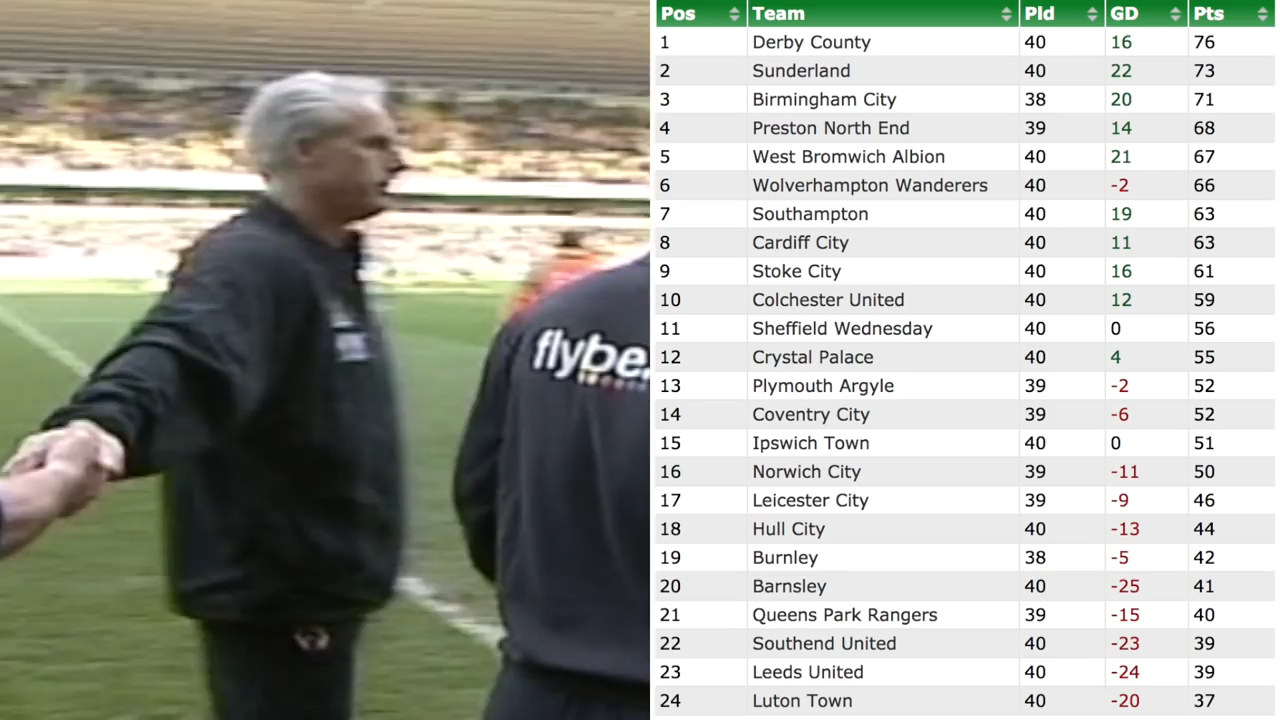 flybe.
Pos Team Pld GD Pts
1 Derby County 40 16 76
2 Sunderland 40 22 73
3 Birmingham City 38 20 71
4 Preston North End 39 14 68
5 West Bromwich Albion 40 21 67
6 Wolverhampton Wanderers 40 -2 66
7 Southampton 40 19 63
8 Cardiff City 40 11 63
9 Stoke City 40 16 61
10 Colchester United 40 12 59
11 Sheffield Wednesday 40 0 56
12 Crystal Palace 40 4 55
13 Plymouth Argyle 39 -2 52
14 Coventry City 39 -6 52
15 Ipswich Town 40 0 51
16 Norwich City 39 -11 50
17 Leicester City 39 -9 46
18 Hull City 40 -13 44
19 Burnley 38 -5 42
20 Barnsley 40 -25 41
21 Queens Park Rangers 39 -15 40
22 Southend United 40 -23 39
23 Leeds United 40 -24 39
24 Luton Town 40 -20 37